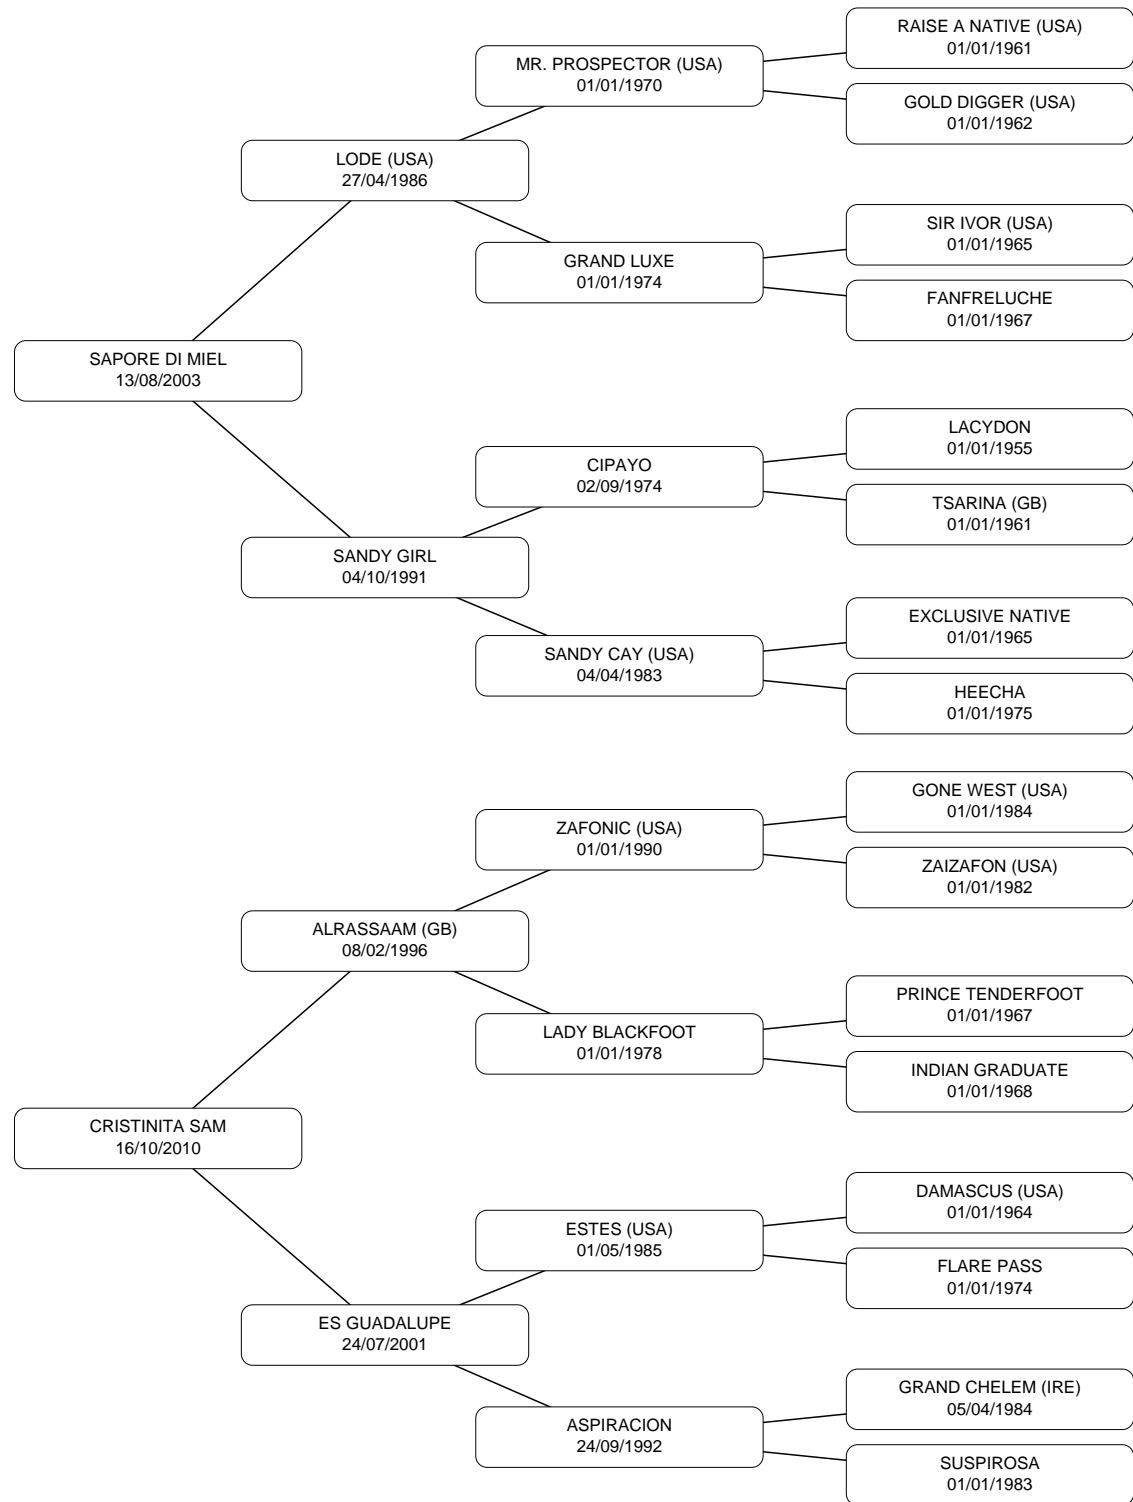 RAISE A NATIVE (USA)
01/01/1961
MR. PROSPECTOR (USA)
01/01/1970
GOLD DIGGER (USA)
01/01/1962
LODE (USA)
27/04/1986
SIR IVOR (USA)
01/01/1965
GRAND LUXE
01/01/1974
FANFRELUCHE
01/01/1967
SAPORE DI MIEL
13/08/2003
LACYDON
01/01/1955
CIPAYO
02/09/1974
TSARINA (GB)
01/01/1961
SANDY GIRL
04/10/1991
EXCLUSIVE NATIVE
01/01/1965
SANDY CAY (USA)
04/04/1983
HEECHA
01/01/1975
GONE WEST (USA)
01/01/1984
ZAFONIC (USA)
01/01/1990
ZAIZAFON (USA)
01/01/1982
ALRASSAAM (GB)
08/02/1996
PRINCE TENDERFOOT
01/01/1967
LADY BLACKFOOT
01/01/1978
INDIAN GRADUATE
01/01/1968
CRISTINITA SAM
16/10/2010
DAMASCUS (USA)
01/01/1964
ESTES (USA)
01/05/1985
FLARE PASS
01/01/1974
ES GUADALUPE
24/07/2001
GRAND CHELEM (IRE)
05/04/1984
ASPIRACION
24/09/1992
SUSPIROSA
01/01/1983